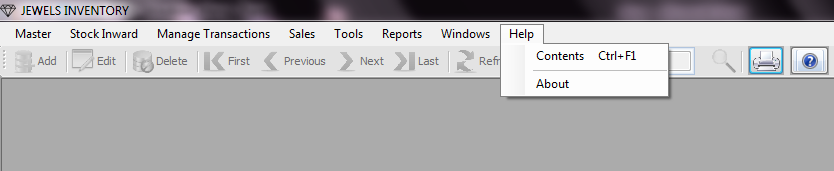 JEWELS INVENTORY
Master Stock Inward Manage Transactions Sales Tools Reports Windows Help
Add Edit Delete First Previous Next Last Refr
Contents Ctrl+F1
About